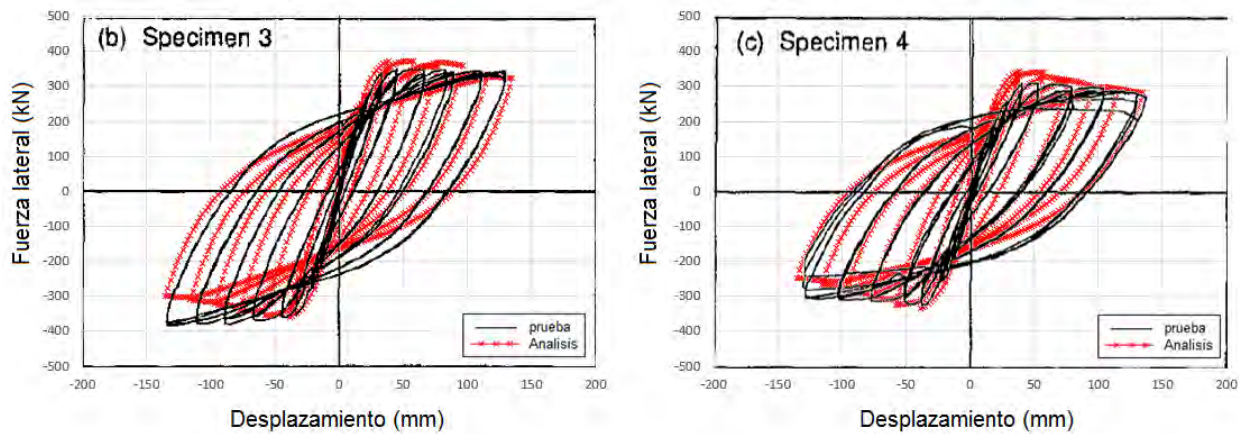 (b) Specimen 3
500
400
300
200
100
0
-100
-200
-300
-400
-500
-200 -150 -100 -50 0 50 100 150 200
Fuerza lateral (kN)
Desplazamiento (mm)
prueba
Analisis
(c) Specimen 4
500
400
300
200
100
0
-100
-200
-300
-400
-500
-200 -150 -100 -50 0 50 100 150 200
Fuerza lateral (kN)
Desplazamiento (mm)
prueba
Analisis